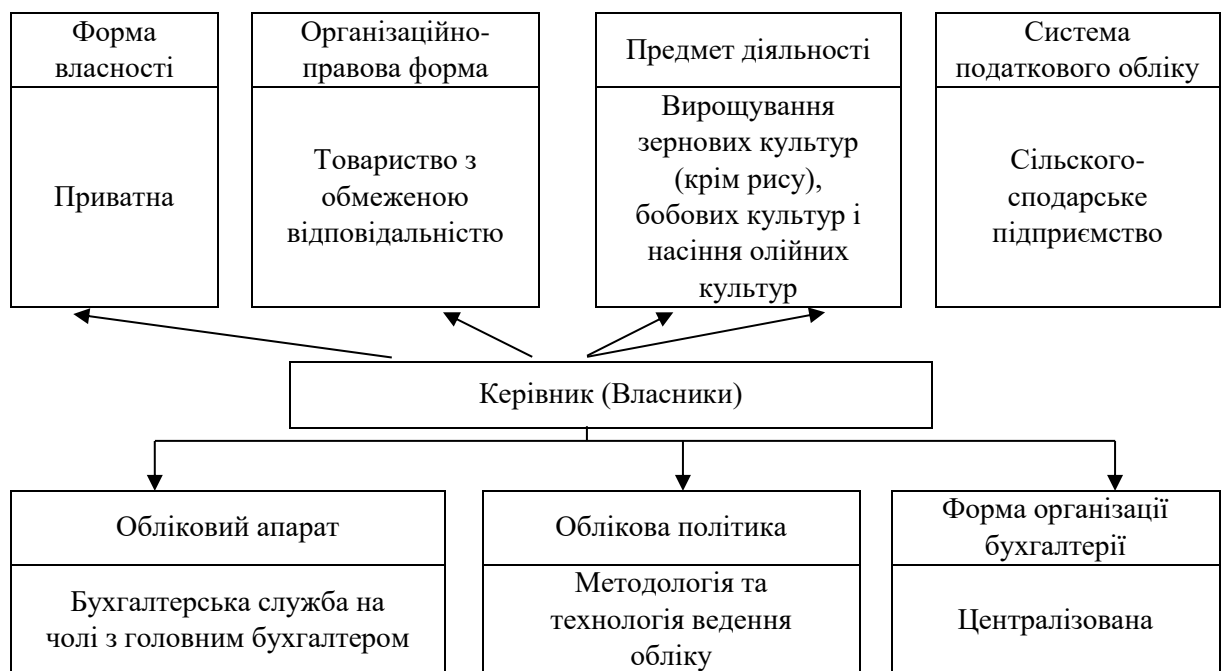 Форма
власності
Приватна
Організаційно-
правова форма
Товариство з
обмеженою
відповідальністю
Предмет діяльності
Вирощування
зернових культур
(крім рису),
бобових культур і
насіння олійних
культур
Система
податкового обліку
Сільського-
сподарське
підприємство
Керівник (Власники)
Обліковий апарат
Бухгалтерська служба на
чолі з головним бухгалтером
Облікова політика
Методологія та
технологія ведення
обліку
Форма організації
бухгалтерії
Централізована